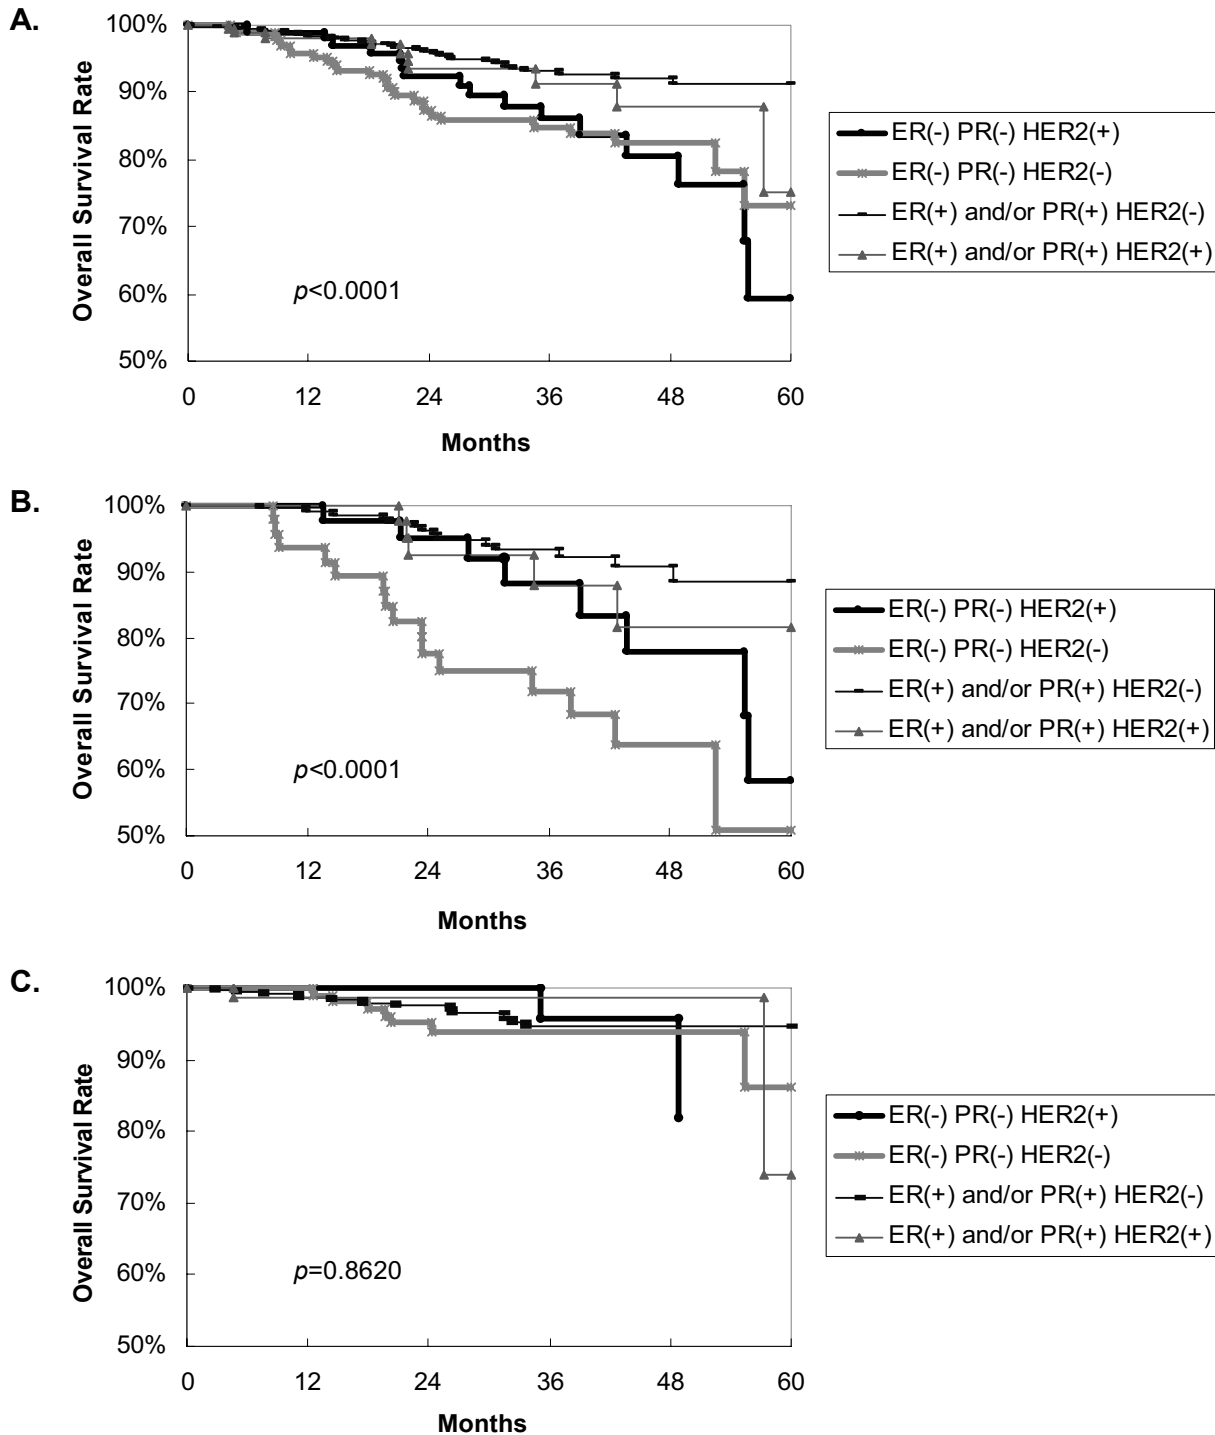 A.
100%
90%
80%
70%
60%
50%
Overall Survival Rate
p<0.0001
0 12 24 36 48 60
Months
ER(-) PR(-) HER2(+)
ER(-) PR(-) HER2(-)
ER(+) and/or PR(+) HER2(-)
ER(+) and/or PR(+) HER2(+)
B.
100%
90%
80%
70%
60%
50%
Overall Survival Rate
p<0.0001
0 12 24 36 48 60
Months
ER(-) PR(-) HER2(+)
ER(-) PR(-) HER2(-)
ER(+) and/or PR(+) HER2(-)
ER(+) and/or PR(+) HER2(+)
C.
100%
90%
80%
70%
60%
50%
Overall Survival Rate
p=0.8620
0 12 24 36 48 60
Months
ER(-) PR(-) HER2(+)
ER(-) PR(-) HER2(-)
ER(+) and/or PR(+) HER2(-)
ER(+) and/or PR(+) HER2(+)